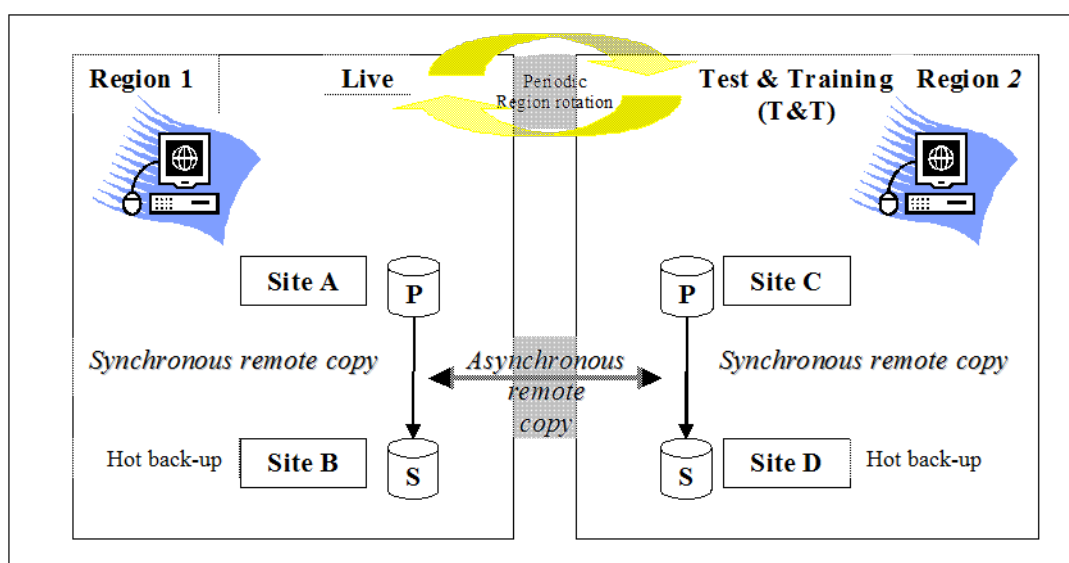 Region 1
Live
Periodic
Region rotation
Test & Training
(T&T)
Region 2
Site A
P
P
Site C
Synchronous remote copy
Asynchronous
remote
copy
Synchronous remote copy
Hot back-up
Site B
S
S
Site D
Hot back-up